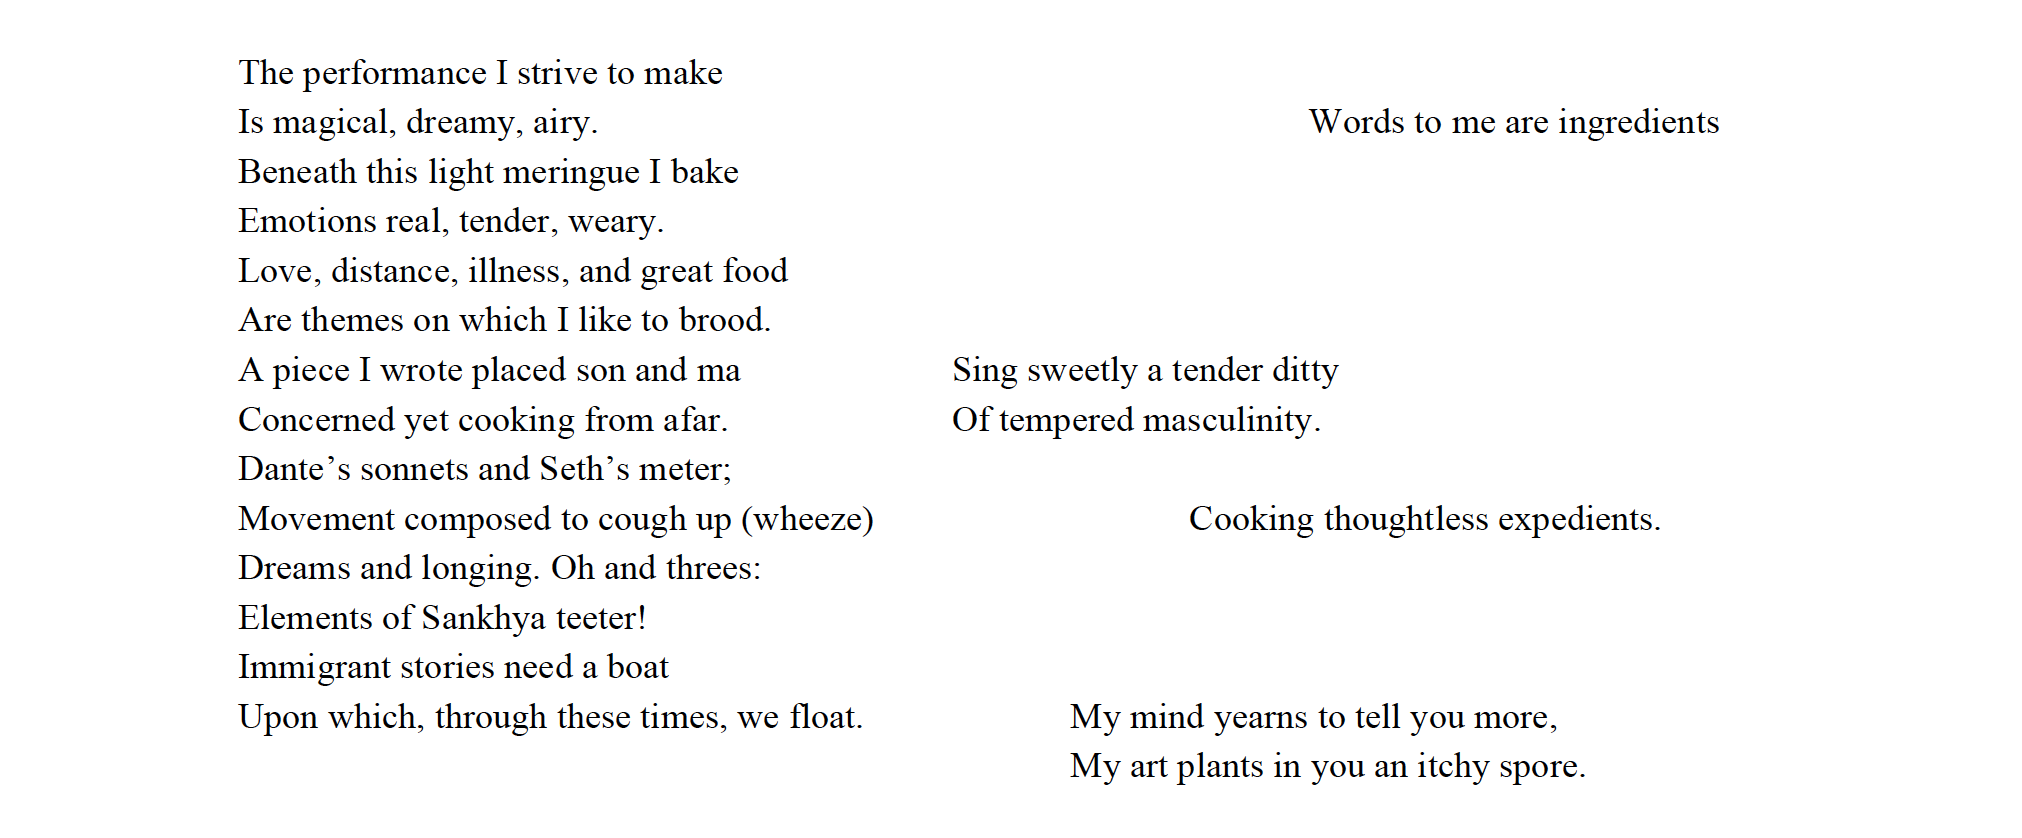 The performance I strive to make
Is magical, dreamy, airy. Words to me are ingredients
Beneath this light meringue I bake
Emotions real, tender, weary.
Love, distance, illness, and great food
Are themes on which I like to brood.
A piece I wrote placed son and ma Sing sweetly a tender ditty
Concerned yet cooking from afar. Of tempered masculinity.
Dante’s sonnets and Seth’s meter;
Movement composed to cough up (wheeze) Cooking thoughtless expedients.
Dreams and longing. Oh and threes:
Elements of Sankhya teeter!
Immigrant stories need a boat
Upon which, through these times, we float. My mind yearns to tell you more,
My art plants in you an itchy spore.